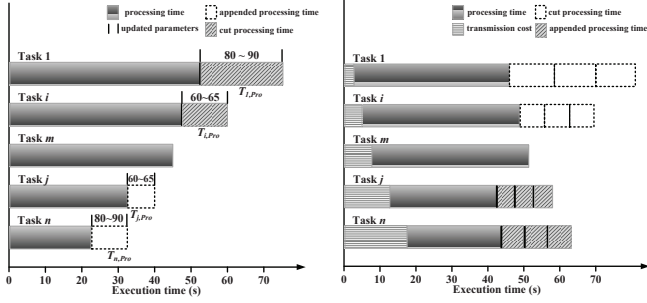 processing time
appended processing time
updated parameters
cut processing time
Task 1
80 ~ 90
T1,Pro
Task i
60~65
Ti,Pro
Task m
Task j
60~65
Tj,Pro
Task n
80~90
Tn,Pro
0 10 20 30 40 50 60 70
Execution time (s)
processing time
cut processing time
transmission cost
appended processing time
Task 1
Task i
Task m
Task j
Task n
0 10 20 30 40 50 60 70
Execution time (s)